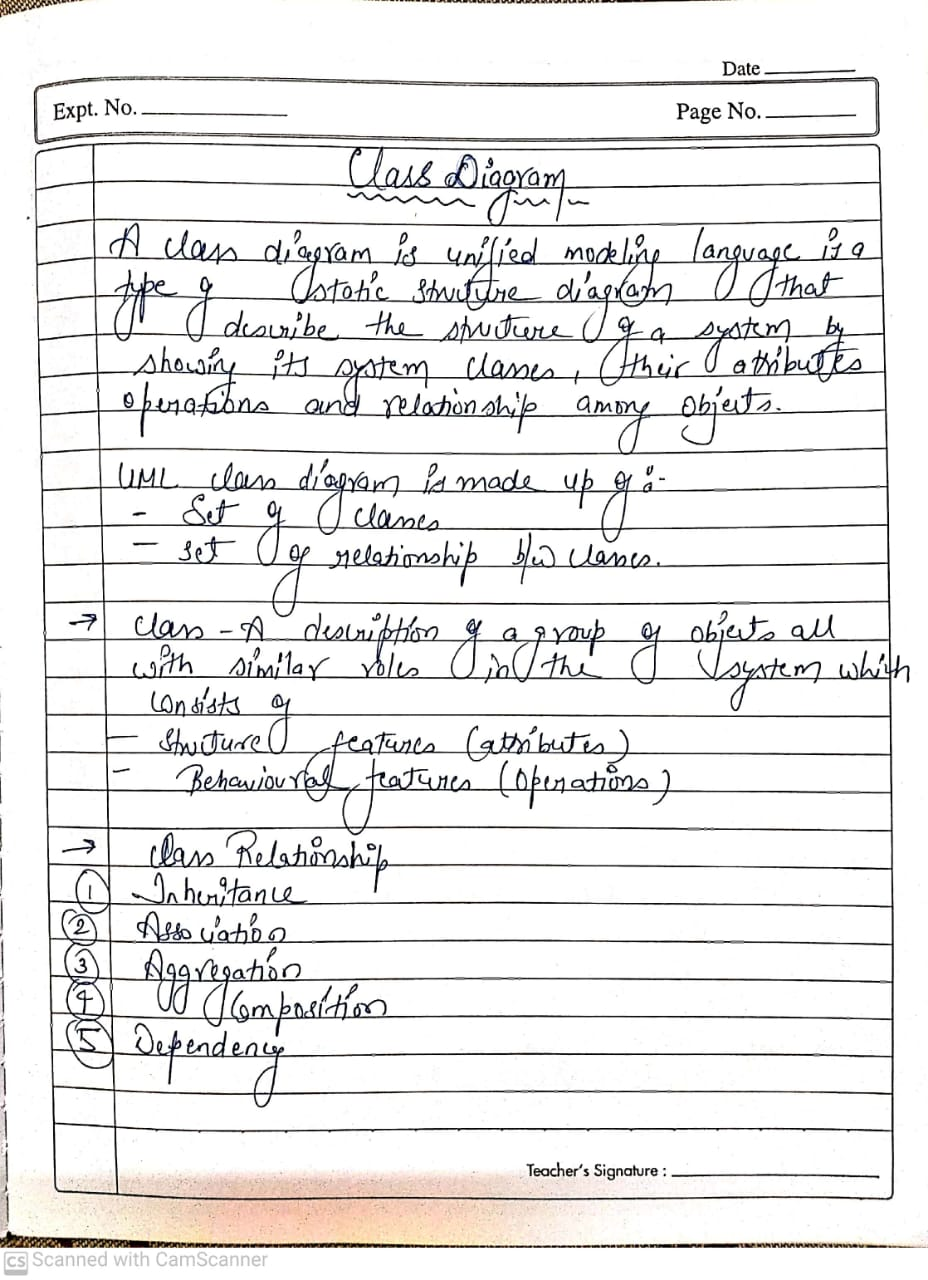 Date
Expt. No.
Page No.
Class Diagram
A class diagram is unified modeling language is a
type of static structure diagram that
describe the structure of a system by
showing its system classes, their attributes
operations and relationship among objects.
UML class diagram is made up of :-
- Set of classes
- set of relationship b/w classes.
→ class - A description of a group of objects all
with similar roles in the system which
consists of
- Structure features (attributes)
- Behavioural features (operations)
→ class Relationship
① Inheritance
② Association
③ Aggregation
④ Composition
⑤ Dependency
Teacher's Signature :
CS Scanned with CamScanner